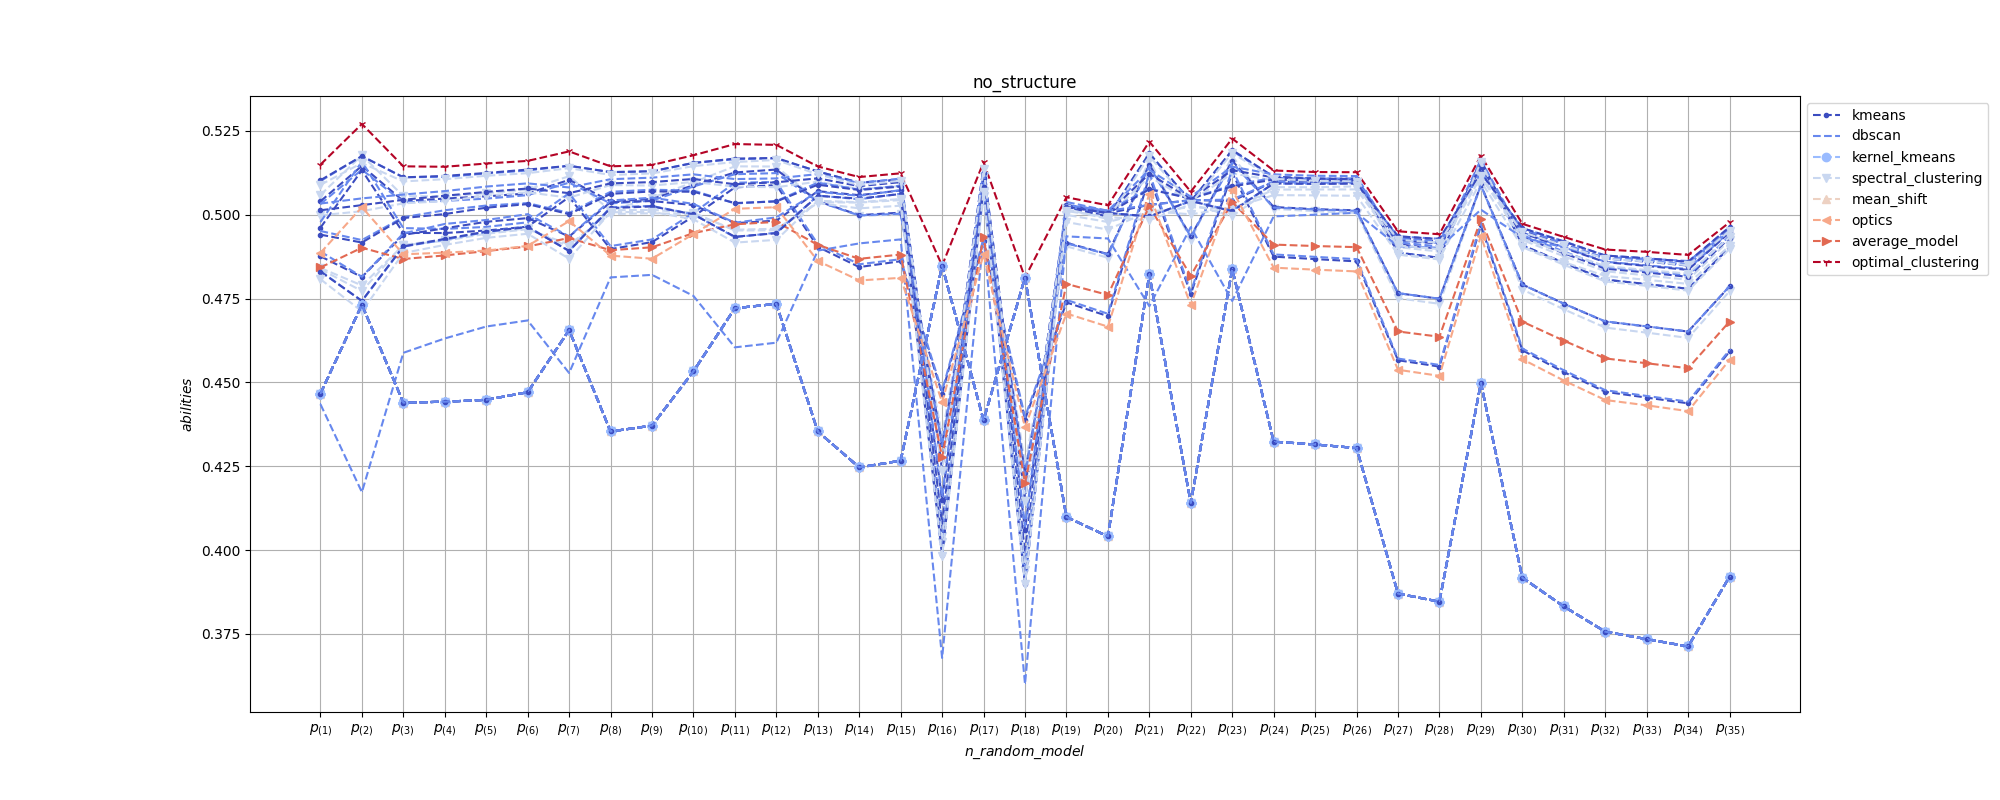 no_structure
0.525
0.500
0.475
0.450
0.425
0.400
0.375
abilities
p(1) p(2) p(3) p(4) p(5) p(6) p(7) p(8) p(9) p(10) p(11) p(12) p(13) p(14) p(15) p(16) p(17) p(18) p(19) p(20) p(21) p(22) p(23) p(24) p(25) p(26) p(27) p(28) p(29) p(30) p(31) p(32) p(33) p(34) p(35)
n_random_model
kmeans
dbscan
kernel_kmeans
spectral_clustering
mean_shift
optics
average_model
optimal_clustering